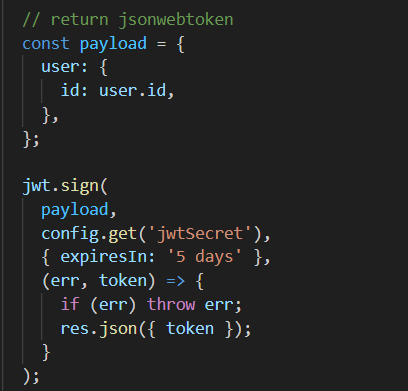 // return jsonwebtoken
const payload = {
  user: {
    id: user.id,
  },
};

jwt.sign(
  payload,
  config.get('jwtSecret'),
  { expiresIn: '5 days' },
  (err, token) => {
    if (err) throw err;
    res.json({ token });
  }
);